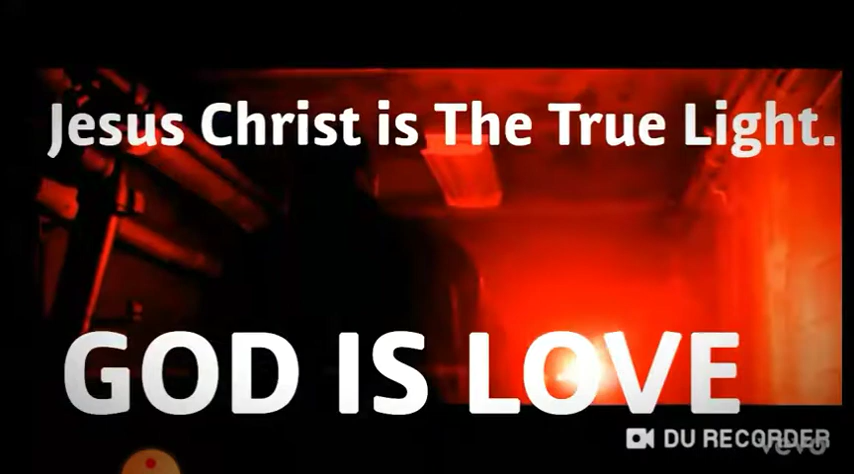 Jesus Christ is The True Light.
GOD IS LOVE
DU RECORDER
vevo